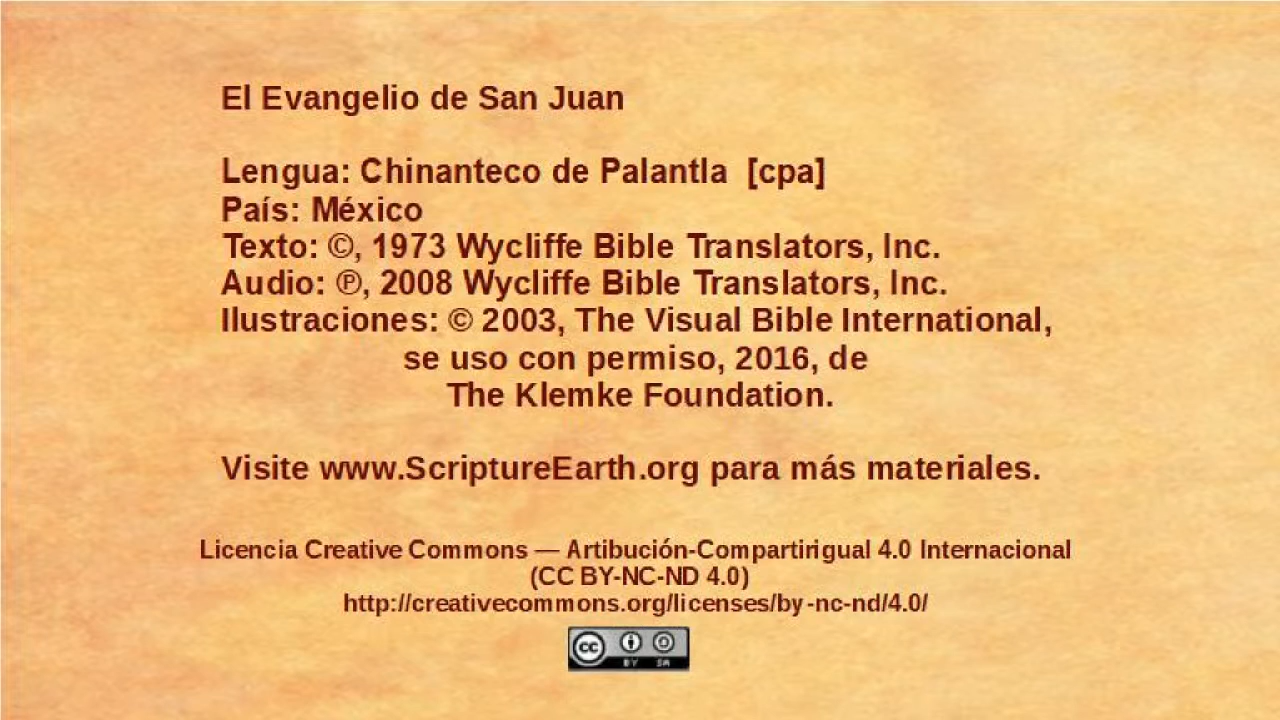 El Evangelio de San Juan
Lengua: Chinanteco de Palantla [cpa]
País: México
Texto: ©, 1973 Wycliffe Bible Translators, Inc.
Audio: ℗, 2008 Wycliffe Bible Translators, Inc.
Ilustraciones: © 2003, The Visual Bible International,
se uso con permiso, 2016, de
The Klemke Foundation.
Visite www.ScriptureEarth.org para más materiales.
Licencia Creative Commons — Artibución-Compartirigual 4.0 Internacional
(CC BY-NC-ND 4.0)
http://creativecommons.org/licenses/by-nc-nd/4.0/
cc BY SA